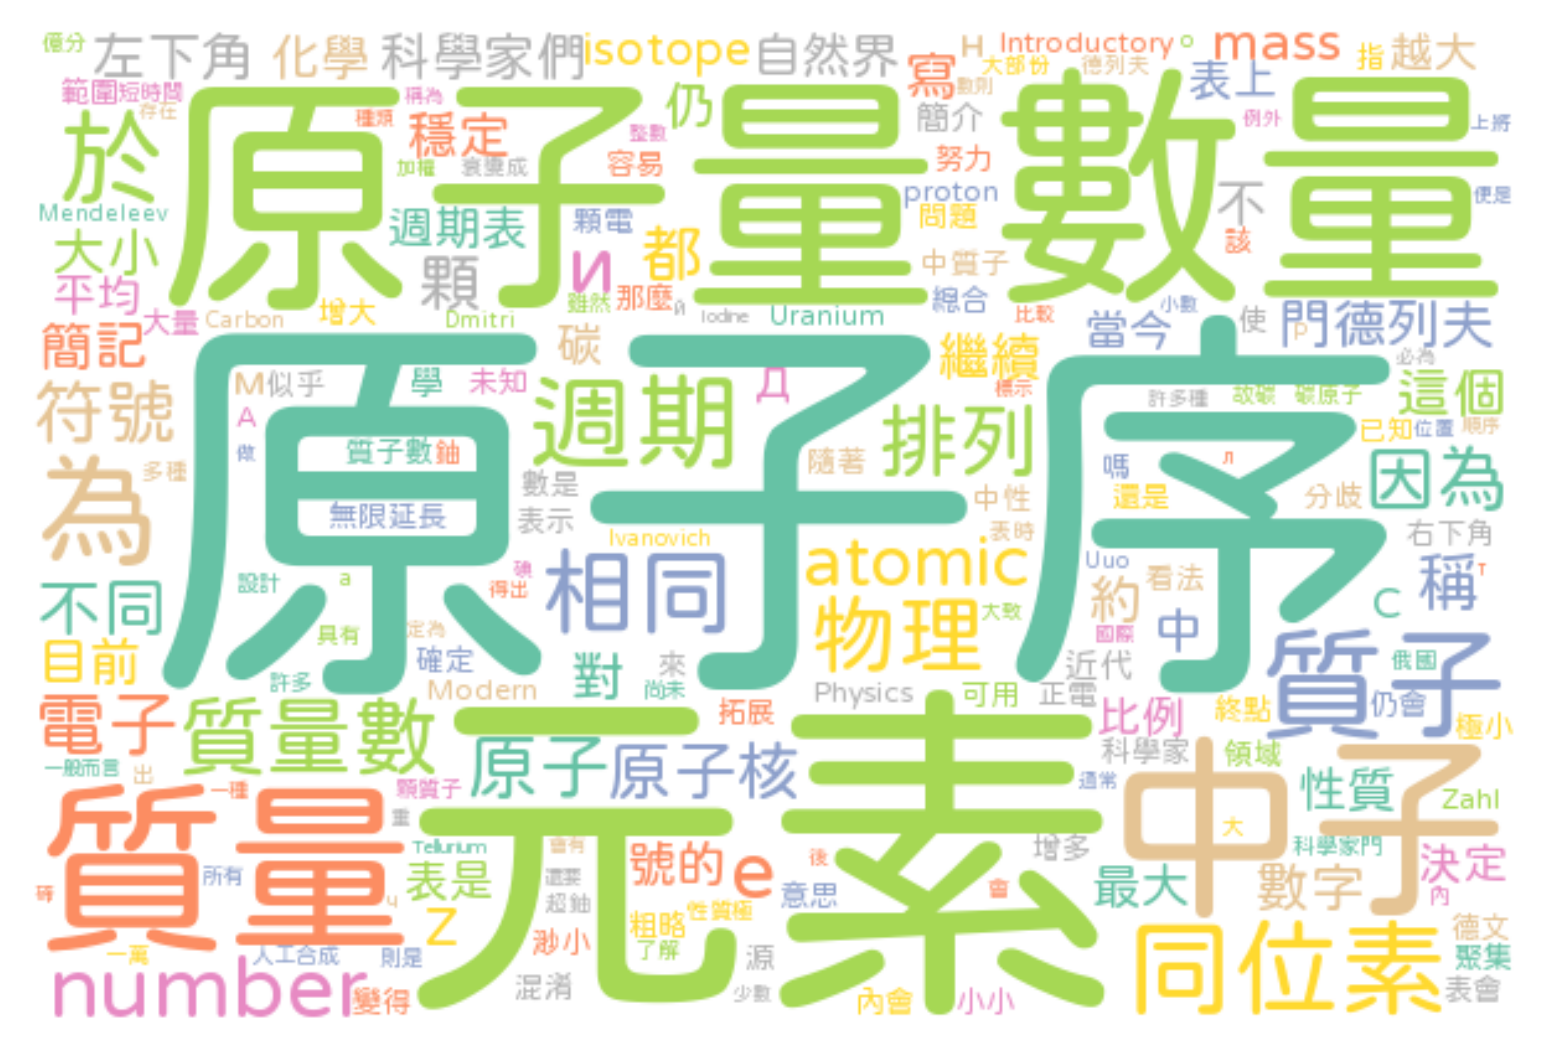 億分
左下角
化學
科學家們
isotope
自然界
H
Introductory
o
mass
指
越大
範圍
短時間
存在
稱為
種類
穩定
整數
仍
寫
數則
大部份
德列夫
表上
例外
上將
於
原子量
數量
加權
衰變成
容易
簡介
努力
proton
問題
不
該
便是
Mendeleev
大小
平均
大量
週期表
顆電
顆
И
都
中質子
雖然
那麼
й
綜合
比較
小數
Carbon
增大
Dmitri
Iodine
Uranium
當今
使
門德列夫
р
簡記
碳
繼續
必為
符號
M
似乎
學
未知
Д
標示
許多種
故碳
碳原子
這個
A
做
原子序
週期
排列
已知
位置
順序
質子數
鈾
為
多種
數是
隨著
嗎
л
因為
無限延長
表示
中性
還是
分歧
Ivanovich
表時
右下角
設計
a
碘
得出
相同
atomic
Uuo
看法
稱
т
不同
具有
定為
物理
大致
約
國際
中
C
目前
確定
對
來
尚未
近代
質子
俄國
許多
Modern
Physics
可用
正電
仍會
電子
質量數
拓展
比例
終點
極小
一般而言
出
原子
原子核
科學家
領域
元素
質量
一種
顆質子
通常
中子
性質
Zahl
重
Tellurium
會有
增多
大
科學家門
碲
所有
ч
表是
還要
號的
e
後
會
意思
最大
數字
決定
內
Z
超鈾
粗略
性質極
德文
一萬
人工合成
則是
渺小
了解
源
同位素
聚集
number
變得
混淆
少數
內會
小小
表會